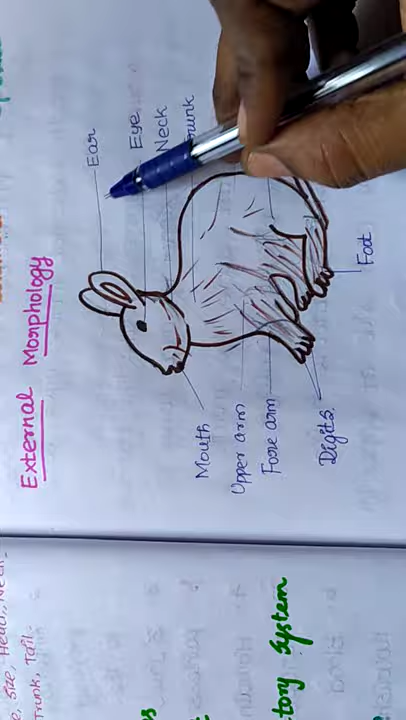 External Morphology
Ear
Eye
Neck
Trunk
Mouth
Upper arm
Fore arm
Digits
Foot
Trunk, Tail.
Size, Head, Neck
tory System